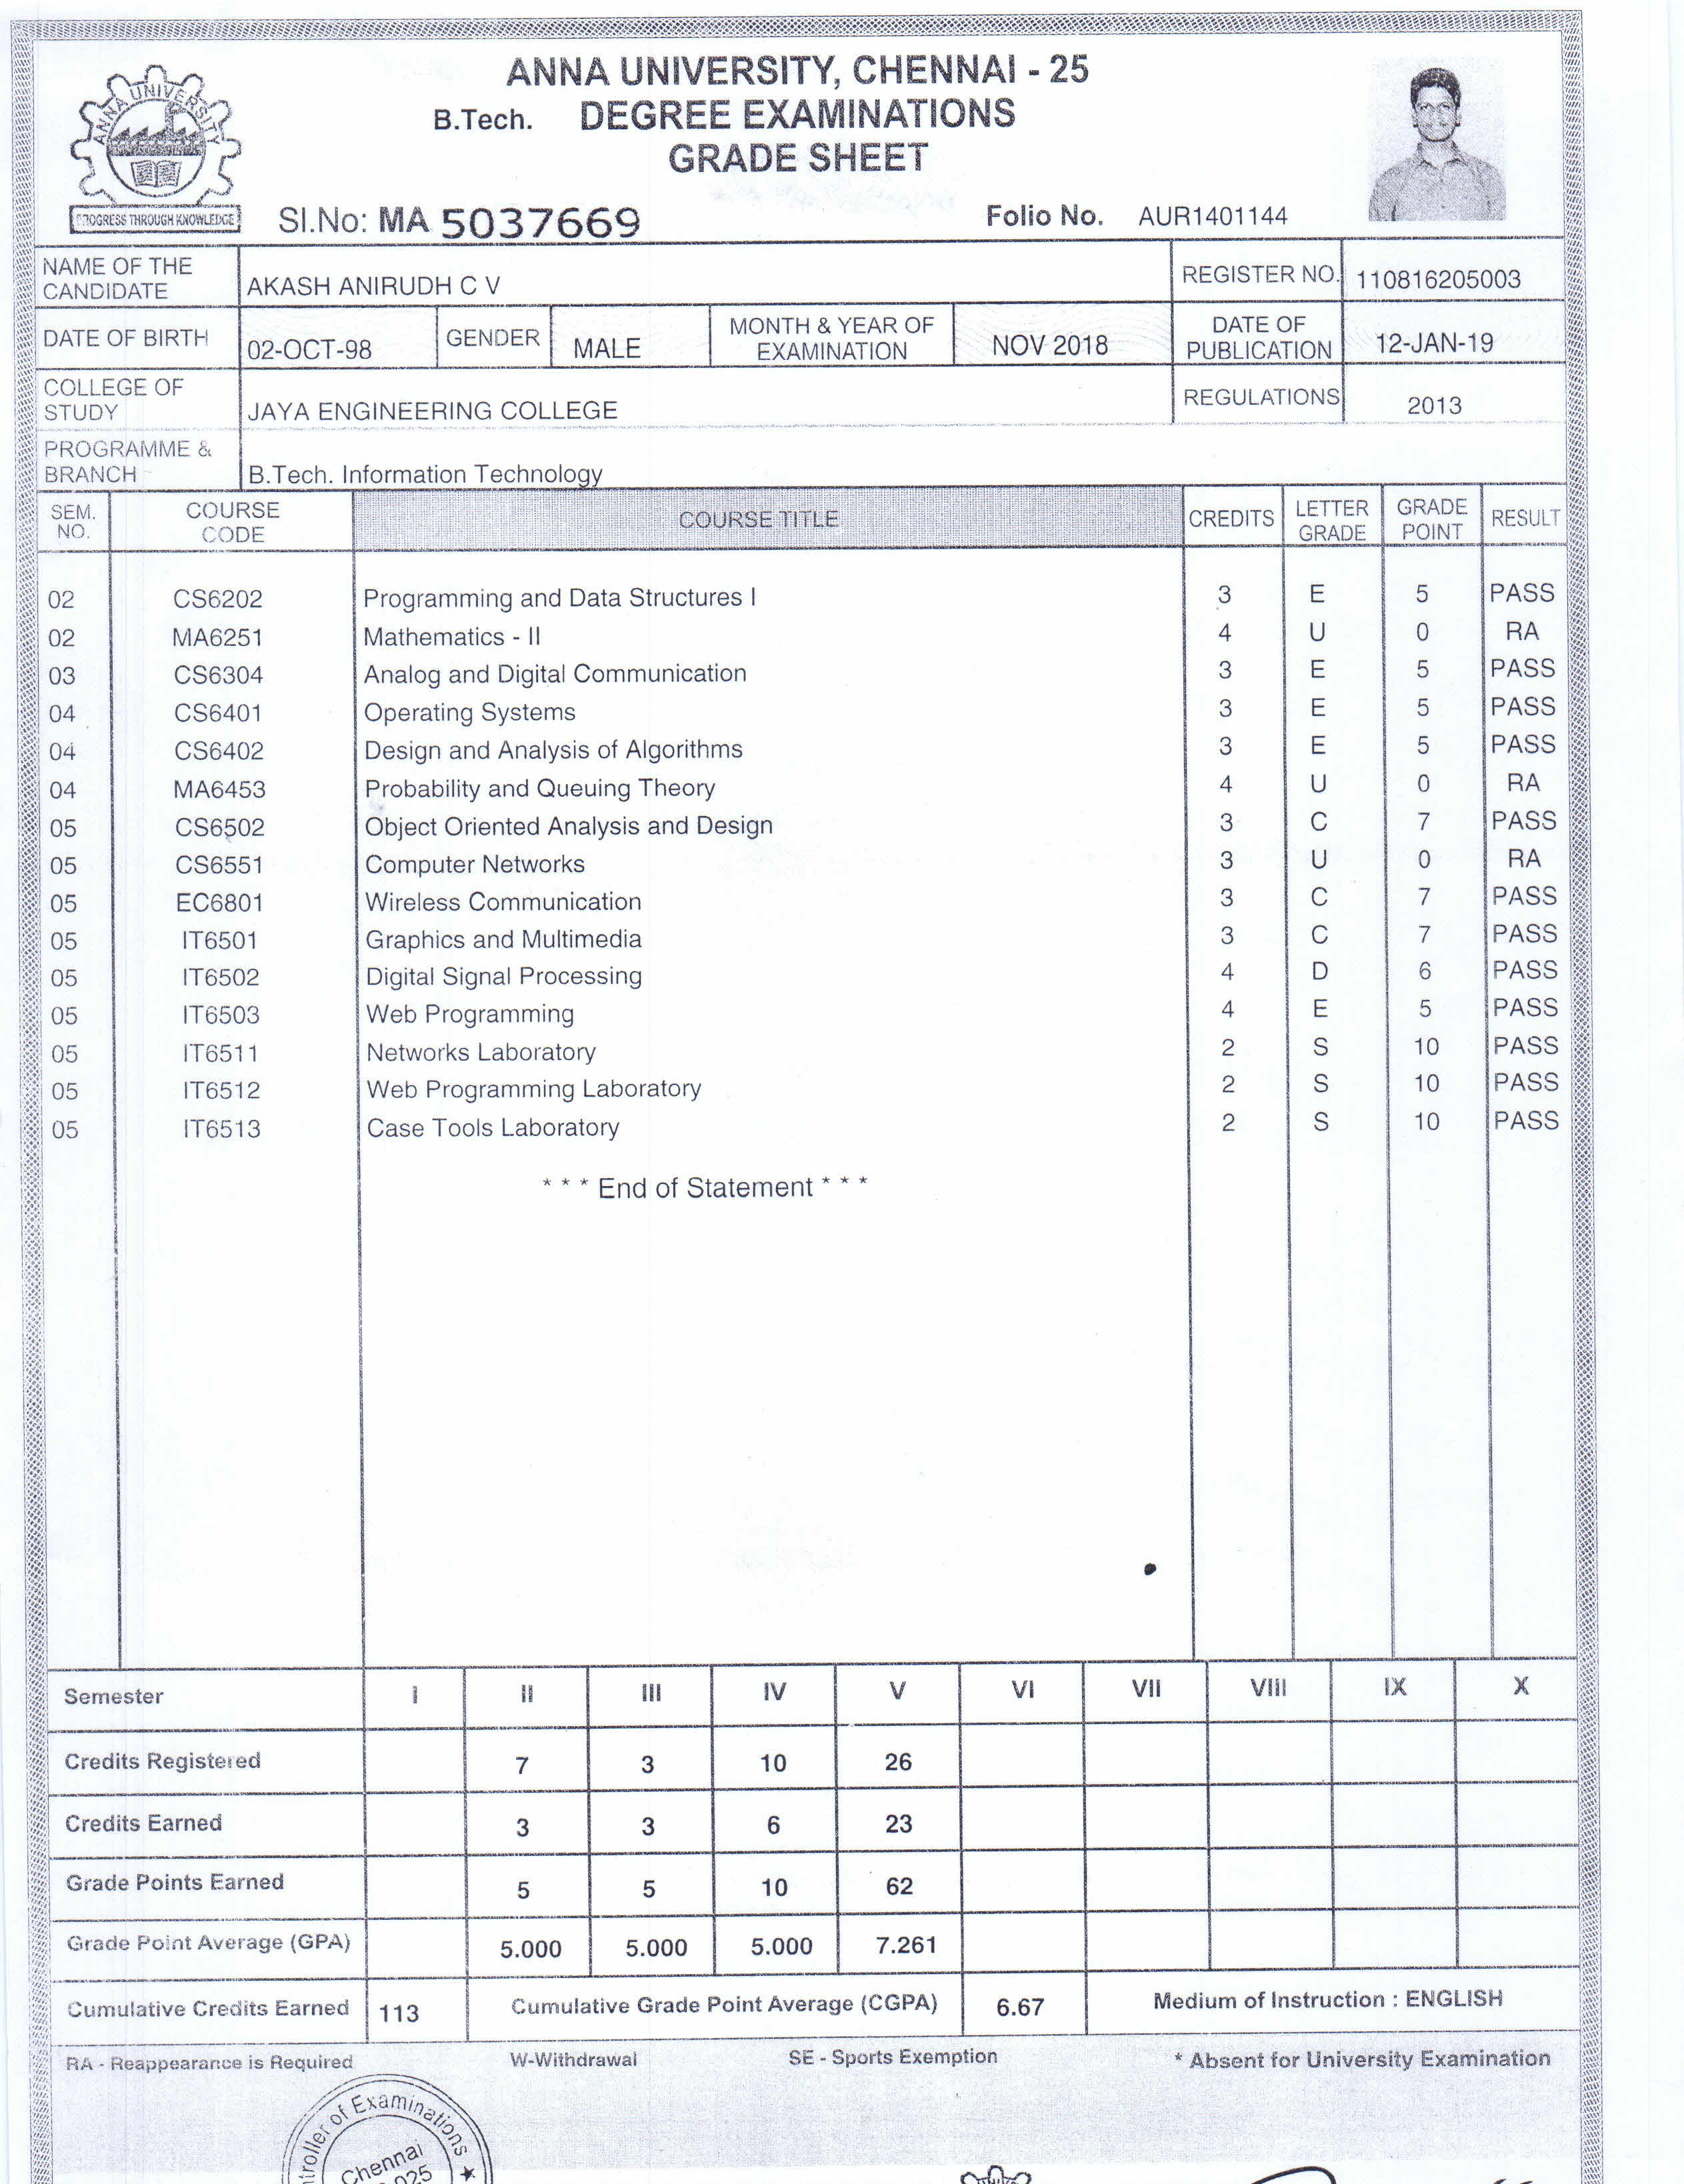 ANNA UNIVERSITY, CHENNAI - 25
B.Tech. DEGREE EXAMINATIONS
GRADE SHEET
ANNA UNIVERSITY
PROGRESS THROUGH KNOWLEDGE
Sl.No: MA 5037669 Folio No. AUR1401144
NAME OF THE CANDIDATE AKASH ANIRUDH C V REGISTER NO. 110816205003
DATE OF BIRTH 02-OCT-98 GENDER MALE MONTH & YEAR OF EXAMINATION NOV 2018 DATE OF PUBLICATION 12-JAN-19
COLLEGE OF STUDY JAYA ENGINEERING COLLEGE REGULATIONS 2013
PROGRAMME & BRANCH B.Tech. Information Technology
SEM. NO. COURSE CODE COURSE TITLE CREDITS LETTER GRADE GRADE POINT RESULT
02 CS6202 Programming and Data Structures I 3 E 5 PASS
02 MA6251 Mathematics - II 4 U 0 RA
03 CS6304 Analog and Digital Communication 3 E 5 PASS
04 CS6401 Operating Systems 3 E 5 PASS
04 CS6402 Design and Analysis of Algorithms 3 E 5 PASS
04 MA6453 Probability and Queuing Theory 4 U 0 RA
05 CS6502 Object Oriented Analysis and Design 3 C 7 PASS
05 CS6551 Computer Networks 3 U 0 RA
05 EC6801 Wireless Communication 3 C 7 PASS
05 IT6501 Graphics and Multimedia 3 C 7 PASS
05 IT6502 Digital Signal Processing 4 D 6 PASS
05 IT6503 Web Programming 4 E 5 PASS
05 IT6511 Networks Laboratory 2 S 10 PASS
05 IT6512 Web Programming Laboratory 2 S 10 PASS
05 IT6513 Case Tools Laboratory 2 S 10 PASS
* * * End of Statement * * *
Semester I II III IV V VI VII VIII IX X
Credits Registered 7 3 10 26
Credits Earned 3 3 6 23
Grade Points Earned 5 5 10 62
Grade Point Average (GPA) 5.000 5.000 5.000 7.261
Cumulative Credits Earned 113 Cumulative Grade Point Average (CGPA) 6.67 Medium of Instruction : ENGLISH
RA - Reappearance is Required W-Withdrawal SE - Sports Exemption * Absent for University Examination
of Examinations
Chennai